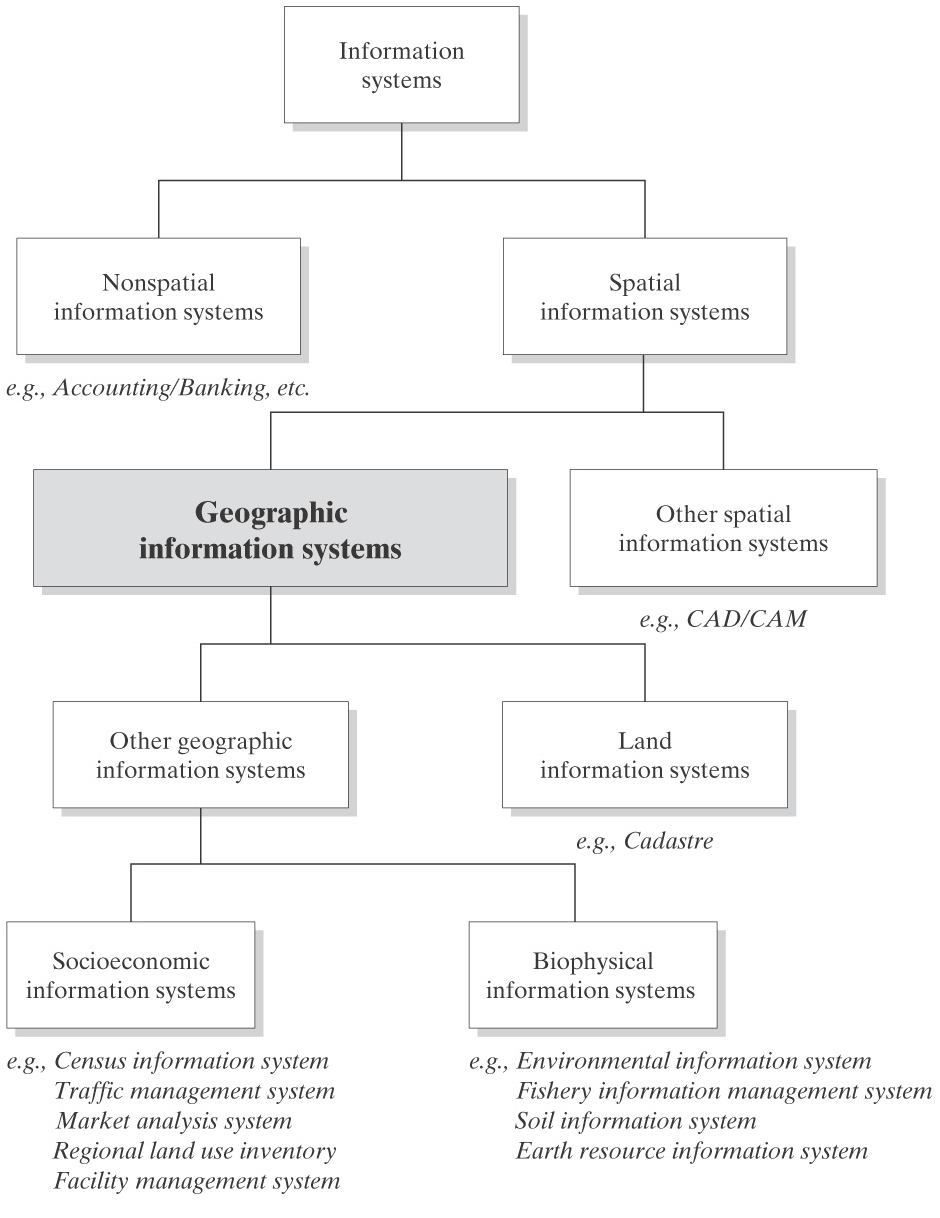 Information
systems
Nonspatial
information systems
Spatial
information systems
e.g., Accounting/Banking, etc.
Geographic
information systems
Other spatial
information systems
e.g., CAD/CAM
Other geographic
information systems
Land
information systems
e.g., Cadastre
Socioeconomic
information systems
Biophysical
information systems
e.g., Census information system
Traffic management system
Market analysis system
Regional land use inventory
Facility management system
e.g., Environmental information system
Fishery information management system
Soil information system
Earth resource information system